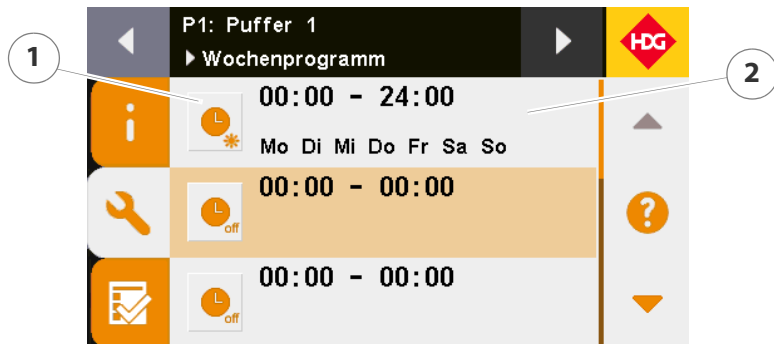 P1: Puffer 1
Wochenprogramm
HDG
1
2
00:00 - 24:00
Mo Di Mi Do Fr Sa So
00:00 - 00:00
off
?
00:00 - 00:00
off